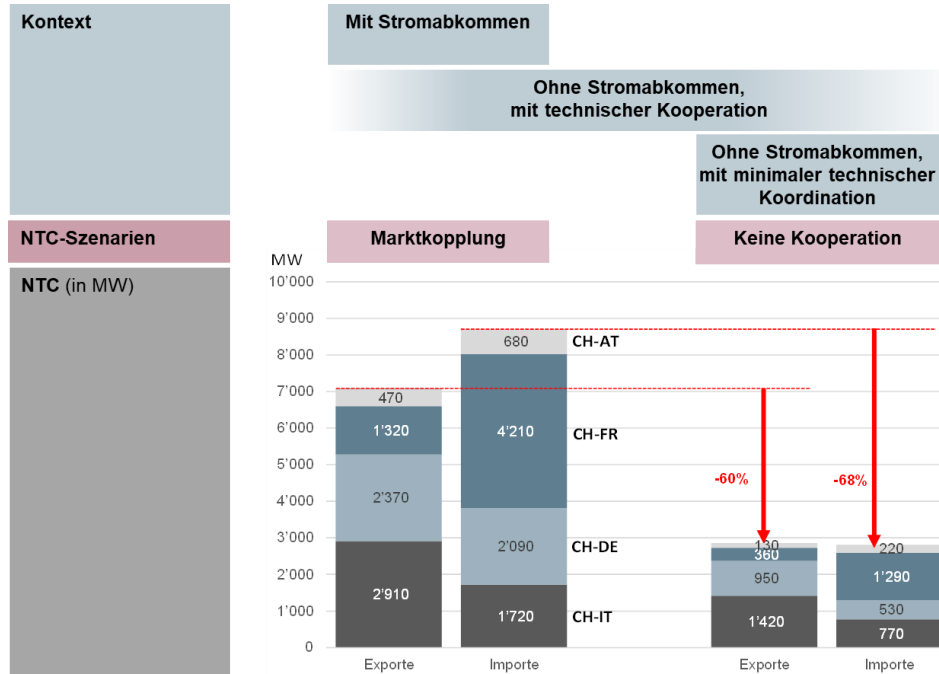 Kontext
Mit Stromabkommen
Ohne Stromabkommen,
mit technischer Kooperation
Ohne Stromabkommen,
mit minimaler technischer
Koordination
NTC-Szenarien
Marktkopplung
Keine Kooperation
NTC (in MW)
MW
10'000
9'000
8'000
7'000
6'000
5'000
4'000
3'000
2'000
1'000
0
470
1'320
2'370
2'910
680
4'210
2'090
1'720
CH-AT
CH-FR
CH-DE
CH-IT
-60%
-68%
130
360
950
1'420
220
1'290
530
770
Exporte
Importe
Exporte
Importe